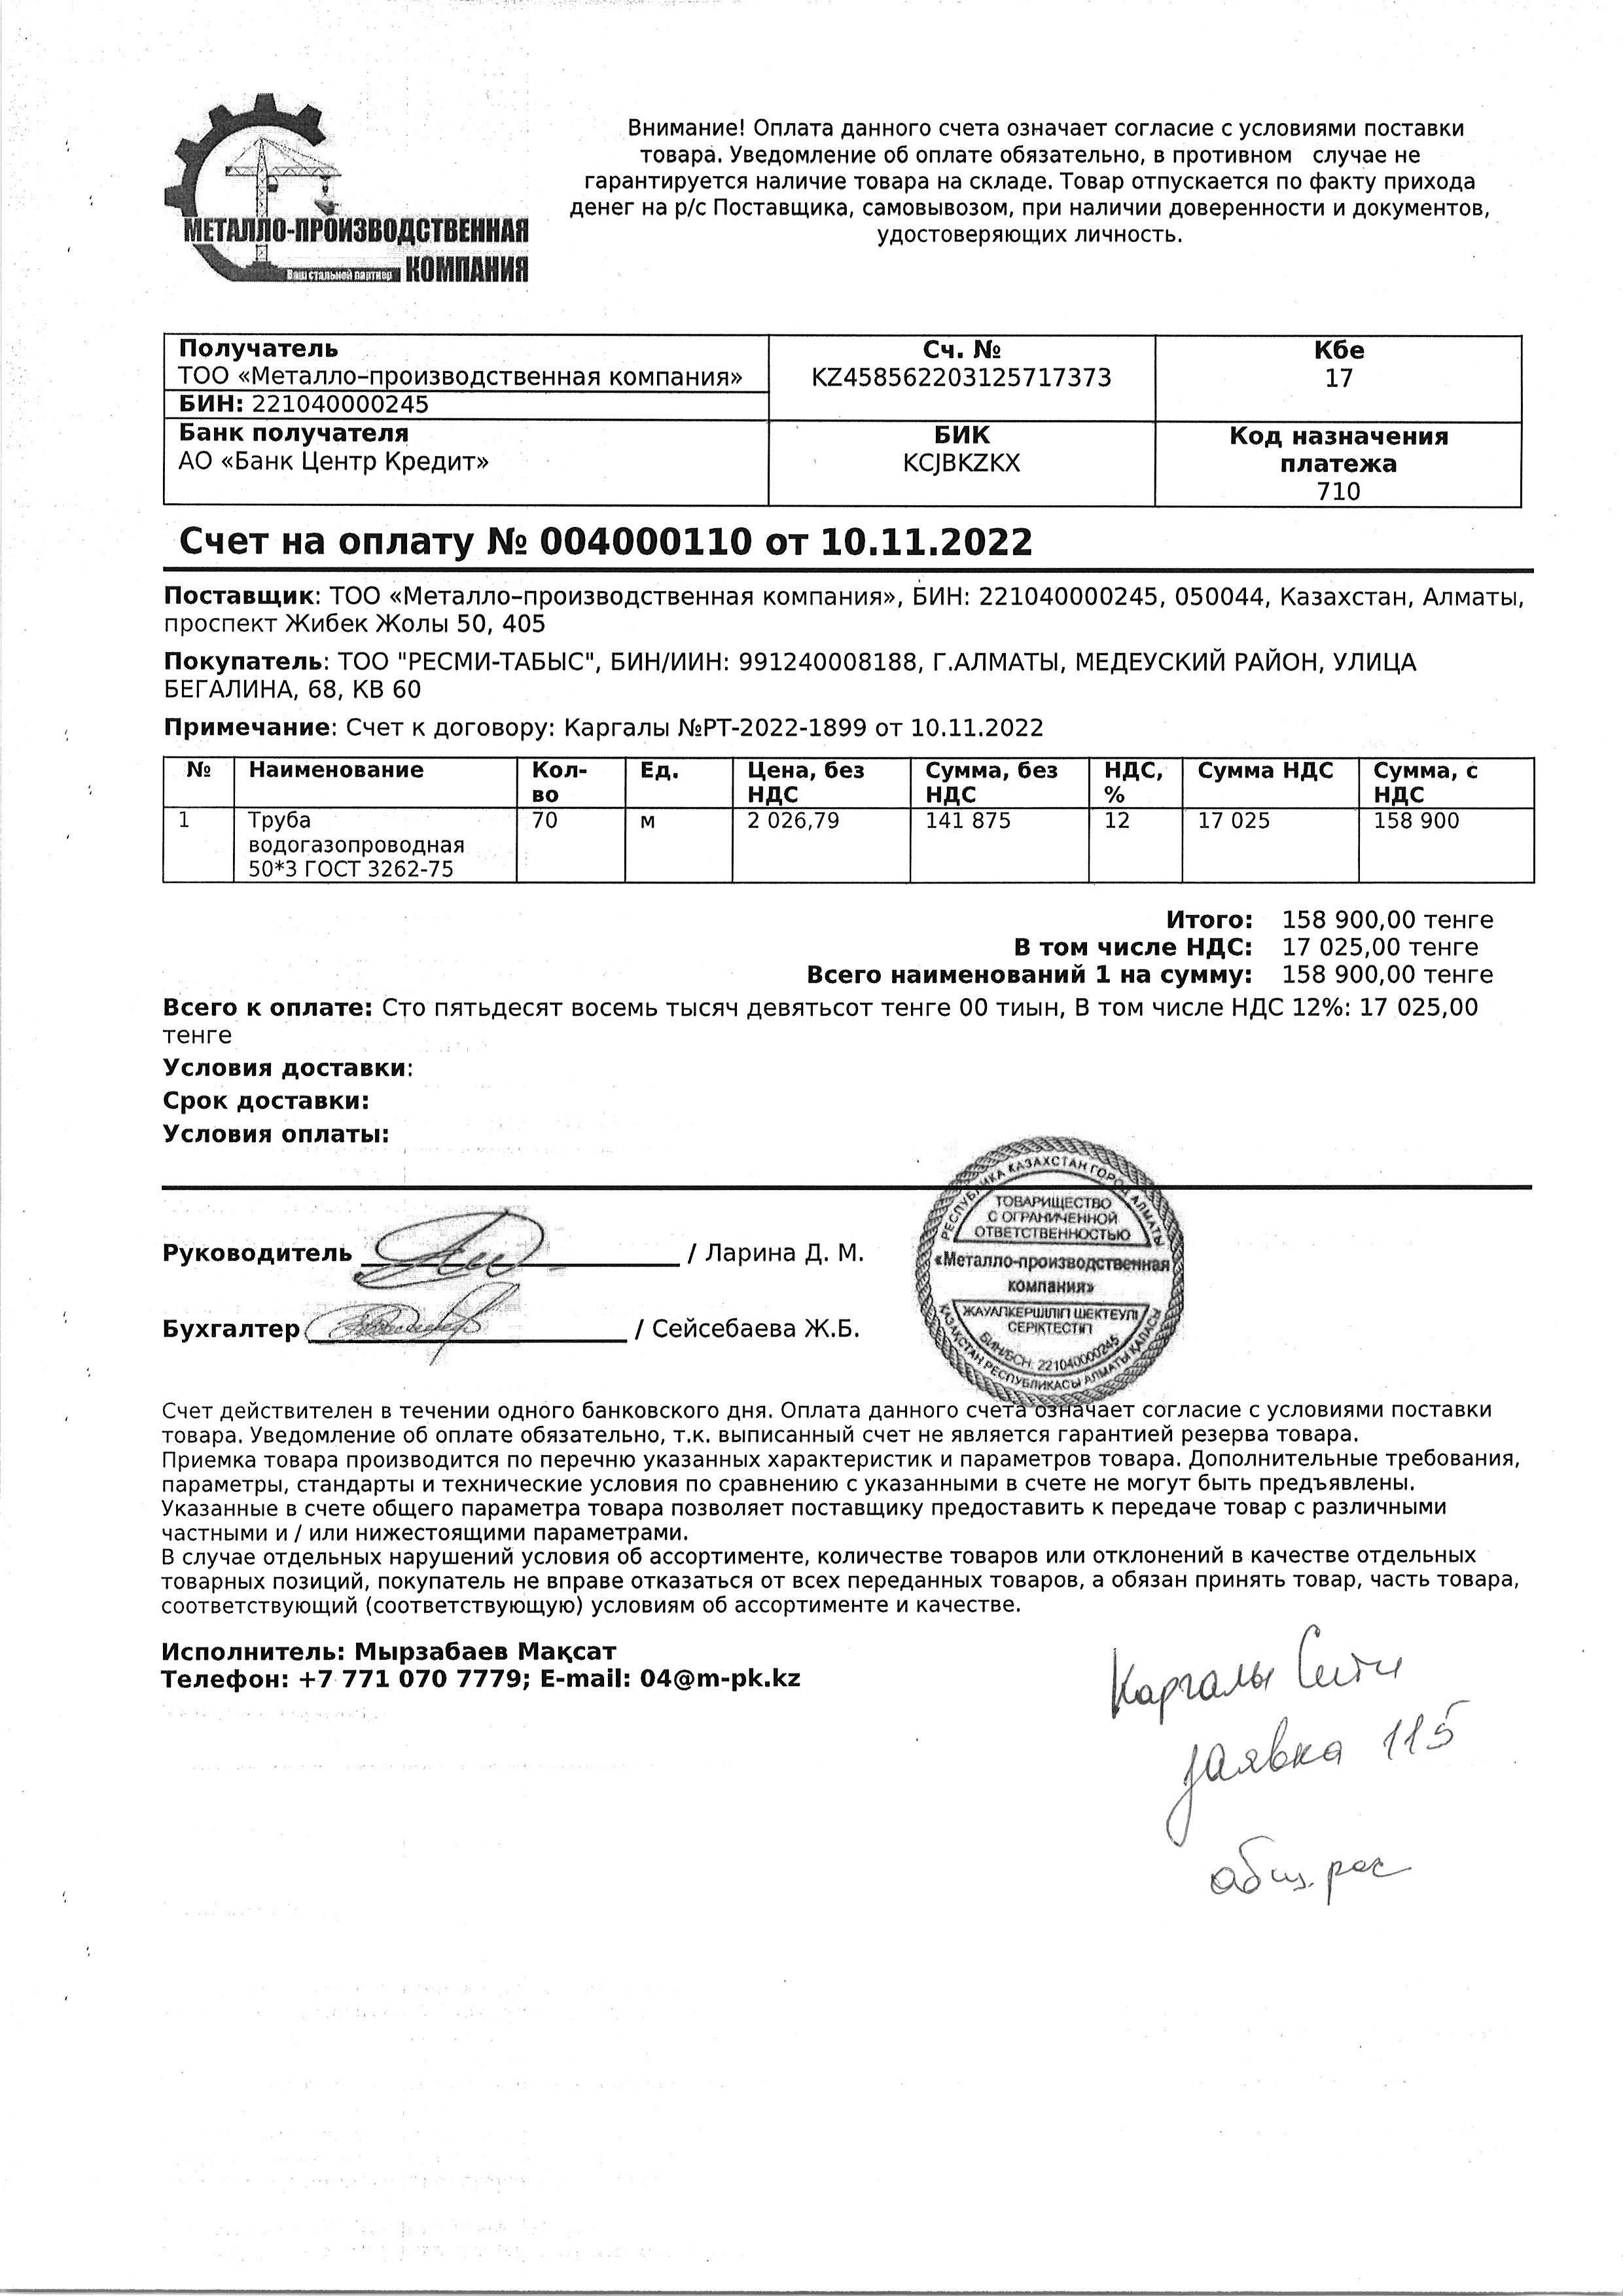 МЕТАЛЛО-ПРОИЗВОДСТВЕННАЯ
Ваш стальной партнер КОМПАНИЯ
Внимание! Оплата данного счета означает согласие с условиями поставки
товара. Уведомление об оплате обязательно, в противном случае не
гарантируется наличие товара на складе. Товар отпускается по факту прихода
денег на р/с Поставщика, самовывозом, при наличии доверенности и документов,
удостоверяющих личность.
Получатель Сч. № Кбе
ТОО «Металло–производственная компания» KZ458562203125717373 17
БИН: 221040000245
Банк получателя БИК Код назначения
АО «Банк Центр Кредит» KCJBKZKX платежа
710
Счет на оплату № 004000110 от 10.11.2022
Поставщик: ТОО «Металло–производственная компания», БИН: 221040000245, 050044, Казахстан, Алматы,
проспект Жибек Жолы 50, 405
Покупатель: ТОО "РЕСМИ-ТАБЫС", БИН/ИИН: 991240008188, Г.АЛМАТЫ, МЕДЕУСКИЙ РАЙОН, УЛИЦА
БЕГАЛИНА, 68, КВ 60
Примечание: Счет к договору: Каргалы №РТ-2022-1899 от 10.11.2022
№ Наименование Кол- Ед. Цена, без Сумма, без НДС, Сумма НДС Сумма, с
во НДС НДС % НДС
1 Труба 70 м 2 026,79 141 875 12 17 025 158 900
водогазопроводная
50*3 ГОСТ 3262-75
Итого: 158 900,00 тенге
В том числе НДС: 17 025,00 тенге
Всего наименований 1 на сумму: 158 900,00 тенге
Всего к оплате: Сто пятьдесят восемь тысяч девятьсот тенге 00 тиын, В том числе НДС 12%: 17 025,00
тенге
Условия доставки:
Срок доставки:
Условия оплаты:
РЕСПУБЛИКА КАЗАХСТАН ГОРОД АЛМАТЫ
ТОВАРИЩЕСТВО
С ОГРАНИЧЕННОЙ
ОТВЕТСТВЕННОСТЬЮ
«Металло-производственная
компания»
ЖАУАПКЕРШІЛІГІ ШЕКТЕУЛІ
СЕРІКТЕСТІГІ
БИН/БСН: 221040000245
ҚАЗАҚСТАН РЕСПУБЛИКАСЫ АЛМАТЫ ҚАЛАСЫ
Руководитель / Ларина Д. М.
Бухгалтер / Сейсебаева Ж.Б.
Счет действителен в течении одного банковского дня. Оплата данного счета означает согласие с условиями поставки
товара. Уведомление об оплате обязательно, т.к. выписанный счет не является гарантией резерва товара.
Приемка товара производится по перечню указанных характеристик и параметров товара. Дополнительные требования,
параметры, стандарты и технические условия по сравнению с указанными в счете не могут быть предъявлены.
Указанные в счете общего параметра товара позволяет поставщику предоставить к передаче товар с различными
частными и / или нижестоящими параметрами.
В случае отдельных нарушений условия об ассортименте, количестве товаров или отклонений в качестве отдельных
товарных позиций, покупатель не вправе отказаться от всех переданных товаров, а обязан принять товар, часть товара,
соответствующий (соответствующую) условиям об ассортименте и качестве.
Исполнитель: Мырзабаев Мақсат
Телефон: +7 771 070 7779; E-mail: 04@m-pk.kz
Каргалы Сити
заявка 115
общ. рас